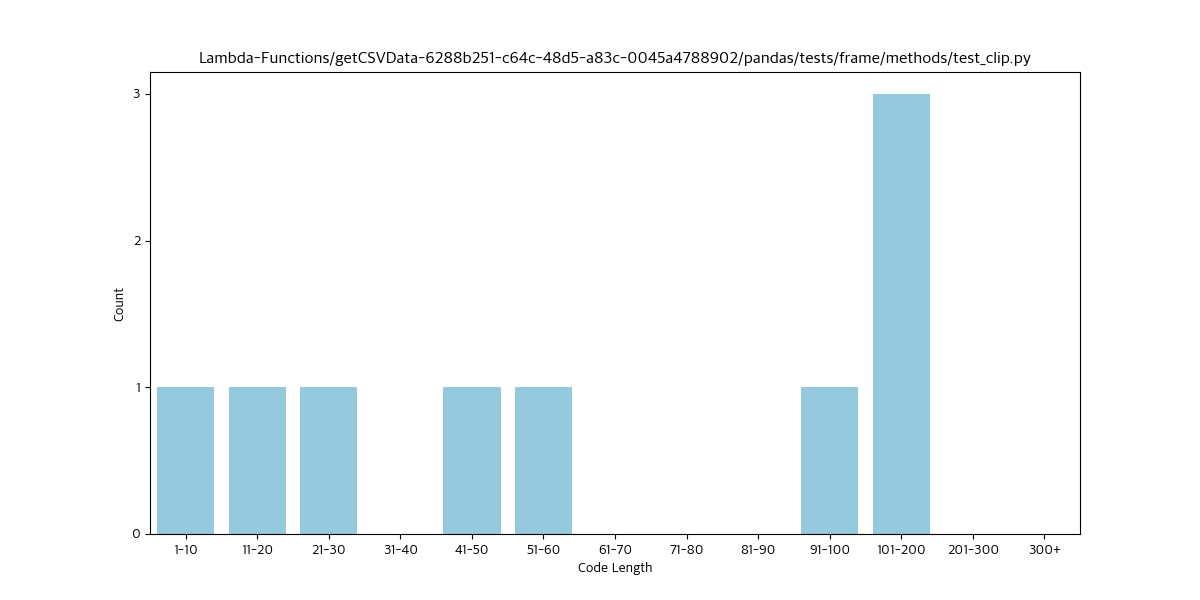 Lambda-Functions/getCSVData-6288b251-c64c-48d5-a83c-0045a4788902/pandas/tests/frame/methods/test_clip.py
3
2
1
0
Count
1-10 11-20 21-30 31-40 41-50 51-60 61-70 71-80 81-90 91-100 101-200 201-300 300+
Code Length